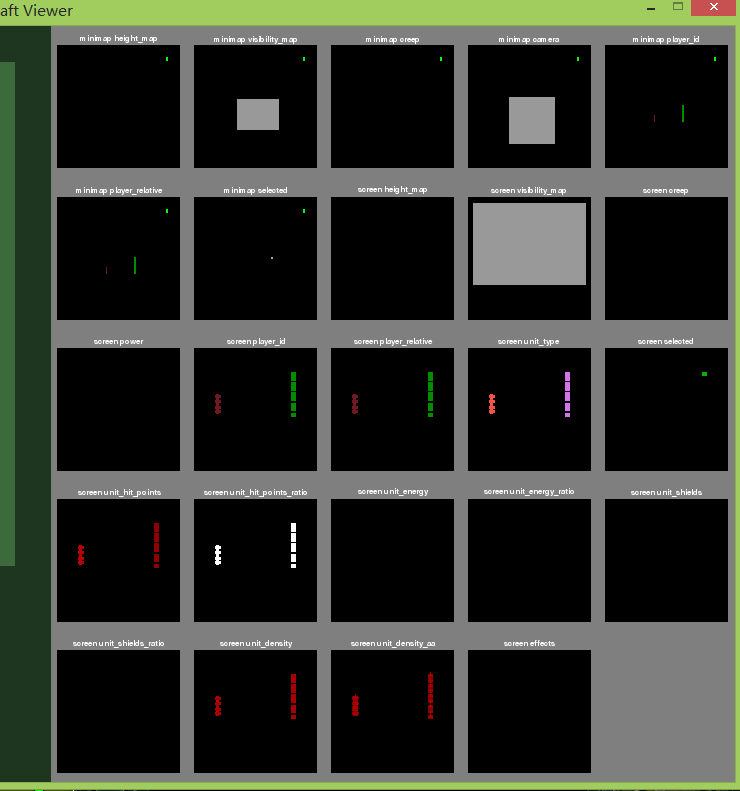 aft Viewer
minimap height_map
minimap visibility_map
minimap creep
minimap camera
minimap player_id
minimap player_relative
minimap selected
screen height_map
screen visibility_map
screen creep
screen power
screen player_id
screen player_relative
screen unit_type
screen selected
screen unit_hit_points
screen unit_hit_points_ratio
screen unit_energy
screen unit_energy_ratio
screen unit_shields
screen unit_shields_ratio
screen unit_density
screen unit_density_aa
screen effects